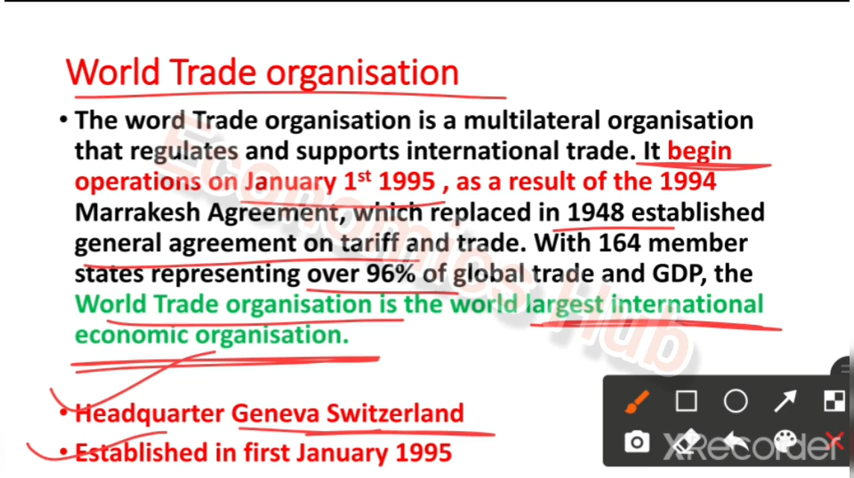 World Trade organisation
• The word Trade organisation is a multilateral organisation
that regulates and supports international trade. It begin
operations on January 1st 1995 , as a result of the 1994
Marrakesh Agreement, which replaced in 1948 established
general agreement on tariff and trade. With 164 member
states representing over 96% of global trade and GDP, the
World Trade organisation is the world largest international
economic organisation.
Economics Hub
• Headquarter Geneva Switzerland
• Established in first January 1995
XRecorder